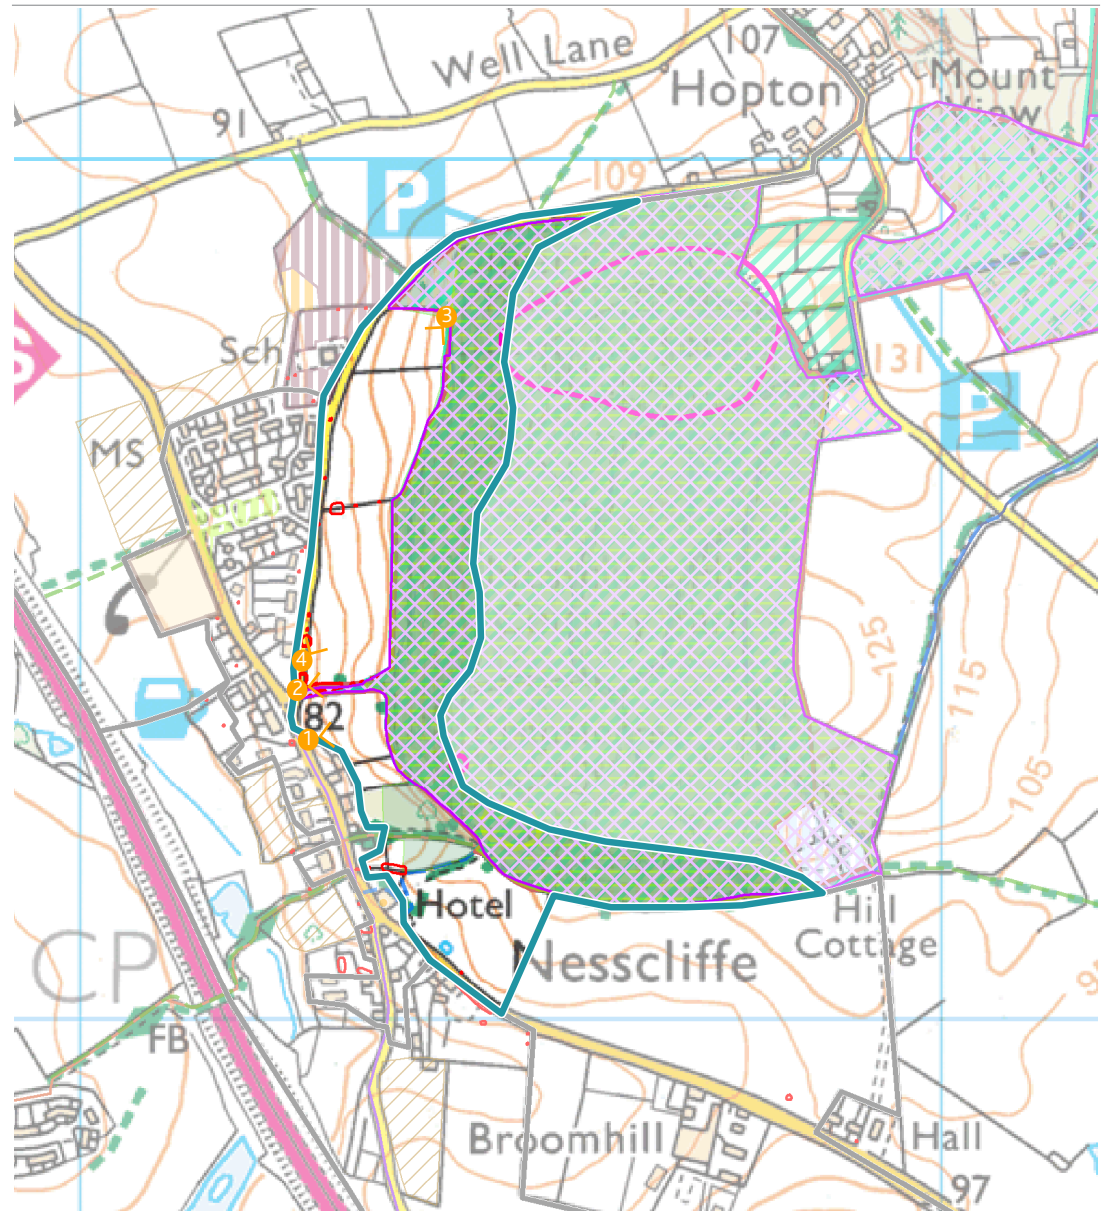 107
Well Lane
Hopton
Mount
View
91
P
109
3
S
Sch
131
P
MS
125
115
4
2
82
1
105
Hotel
Hill
Cottage
CP
Nesscliffe
FB
Broomhill
Hall
97